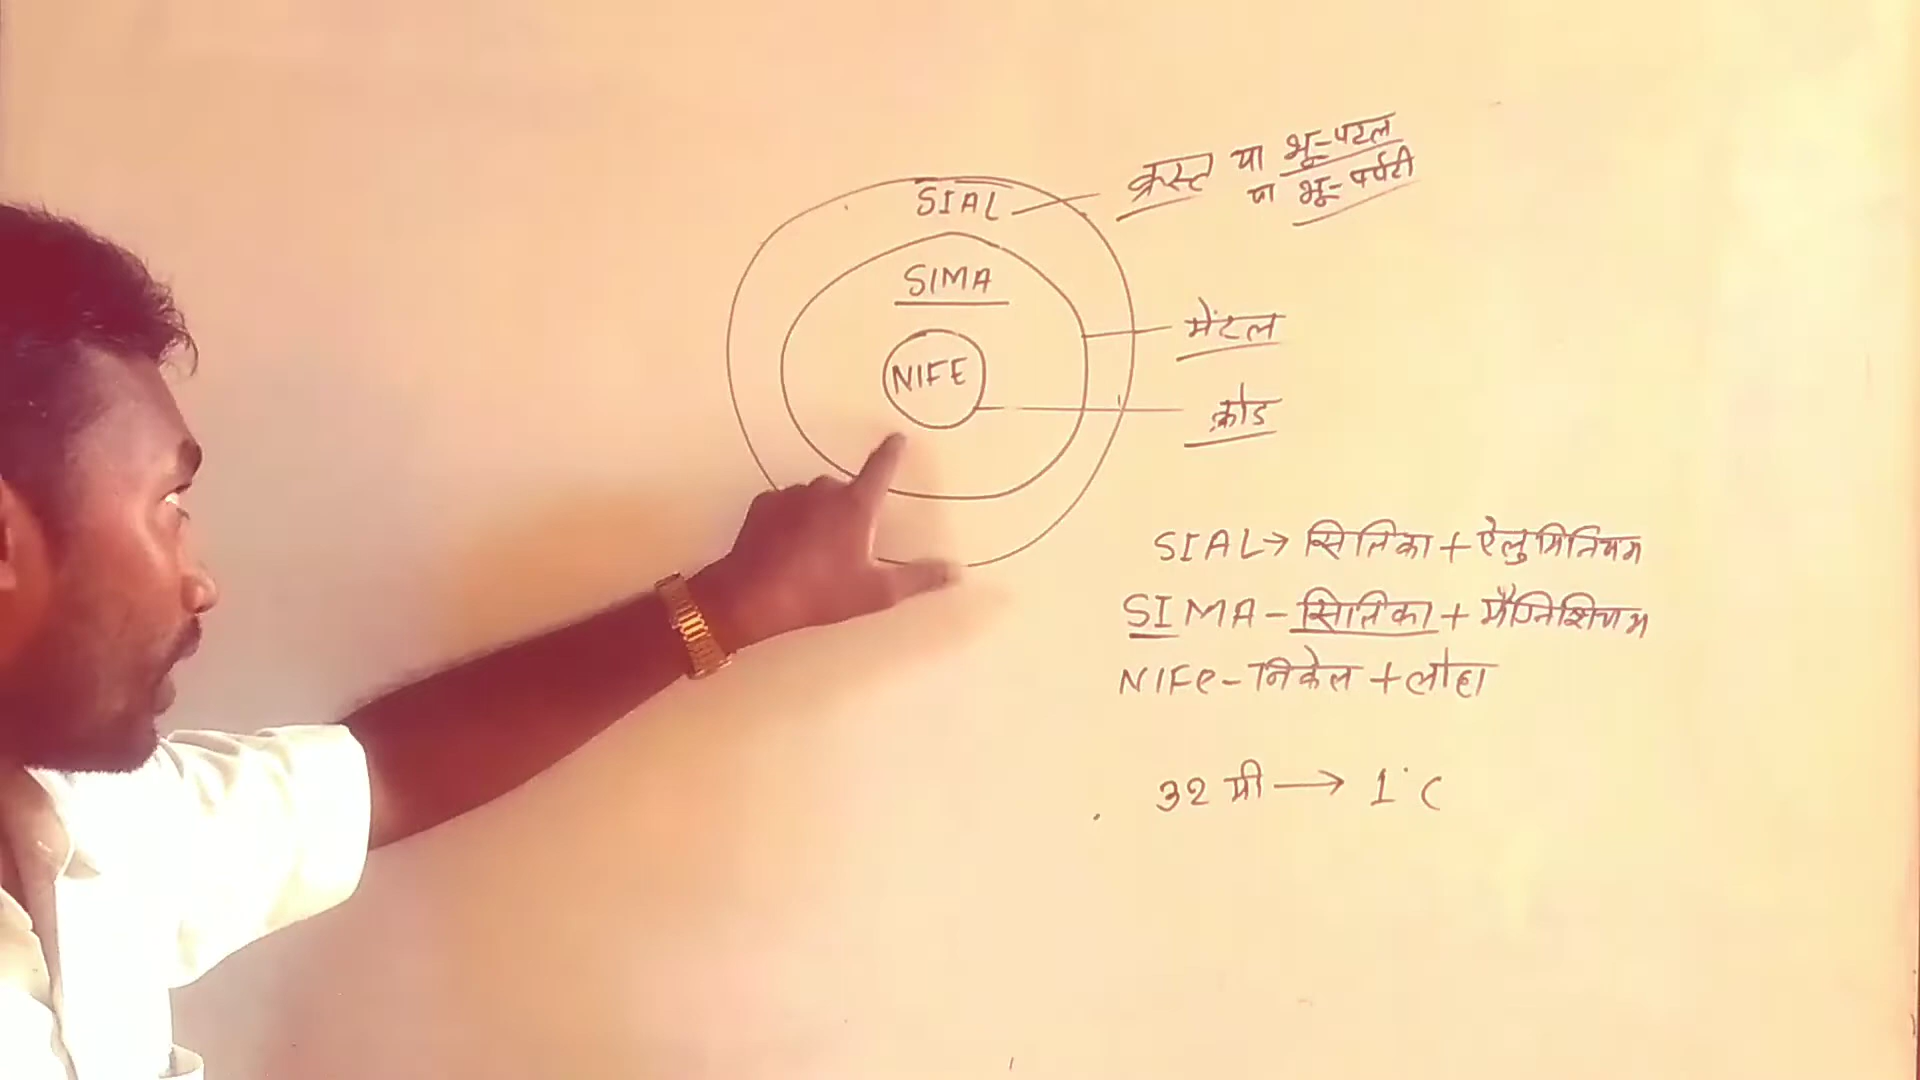 SIAL
क्रस्ट या भू-पटल
या भू-पर्पटी
SIMA
मेंटल
NIFE
क्रोड
SIAL→ सिलिका + ऐलुमिनियम
SIMA - सिलिका + मैग्निशियम
NIFe - निकेल + लोहा
32 मी → 1°C